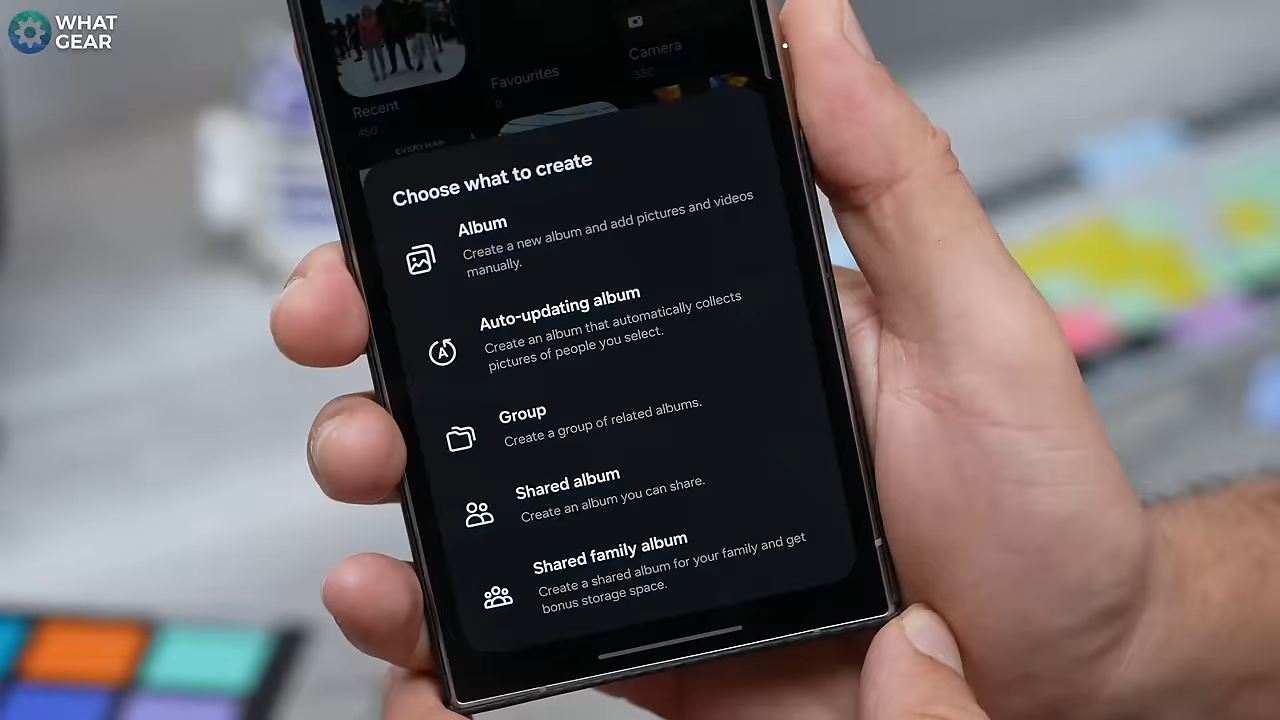 WHAT
GEAR
Recent
450
Favourites
0
Camera
Choose what to create
Album
Create a new album and add pictures and videos
manually.
Auto-updating album
Create an album that automatically collects
pictures of people you select.
Group
Create a group of related albums.
Shared album
Create an album you can share.
Shared family album
Create a shared album for your family and get
bonus storage space.